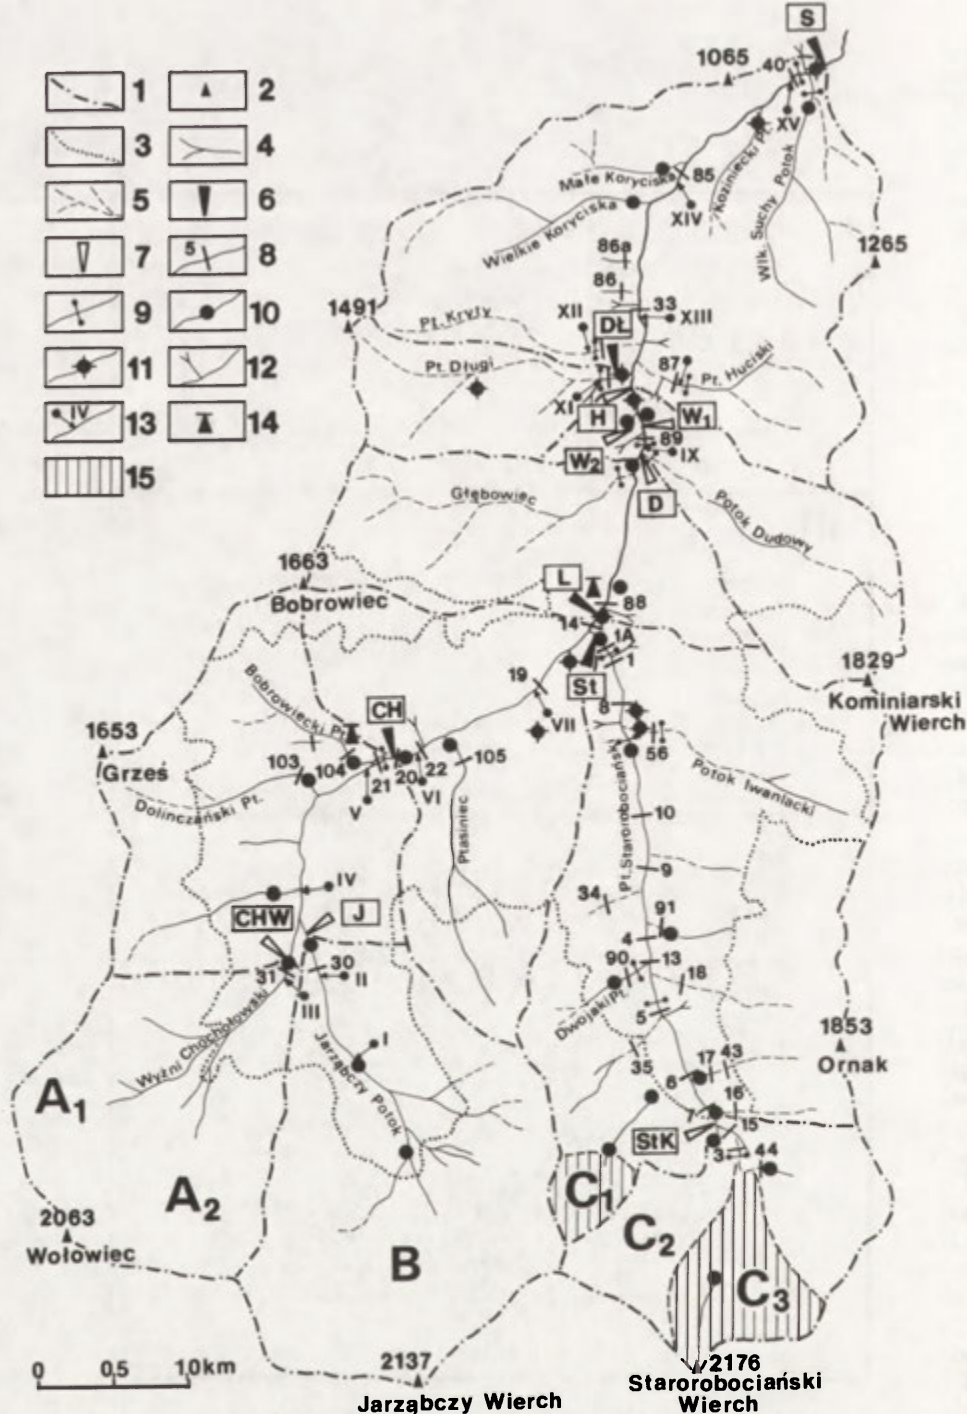 S
1065
40
1
2
XV
3
4
Małe Koryciska
85
Koziniecki Pt.
5
6
XIV
Wlk. Suchy Potok
Wielkie Koryciska
7
8
5
86a
1265
86
9
10
33
1491
XII
XIII
Pt. Kryty
DŁ
11
12
Pt. Długi
87
Pt. Huciski
13
IV
14
XI
H
W1
15
89
W2
IX
Głębowiec
D
Potok Dudowy
1663
L
Bobrowiec
88
14
1A
1
1829
19
St
Kominiarski
Wierch
Bobrowiecki Pt.
CH
8
VII
1653
56
Grześ
103
104
21
20
22
105
Potok Iwaniacki
Dolinczański Pt.
V
VI
10
Ptasiniec
Pt. Starorobociański
9
IV
34
CHW
J
91
4
90
13
31
30
II
18
III
Dwojaki Pt.
5
Wyżni Chochołowski
I
1853
Jarząbczy Potok
35
17
43
Ornak
A1
6
16
7
15
StK
3
44
A2
C1
2063
C2
Wołowiec
B
C3
0
0,5
1,0 km
2137
2176
Jarząbczy Wierch
Starorobociański
Wierch